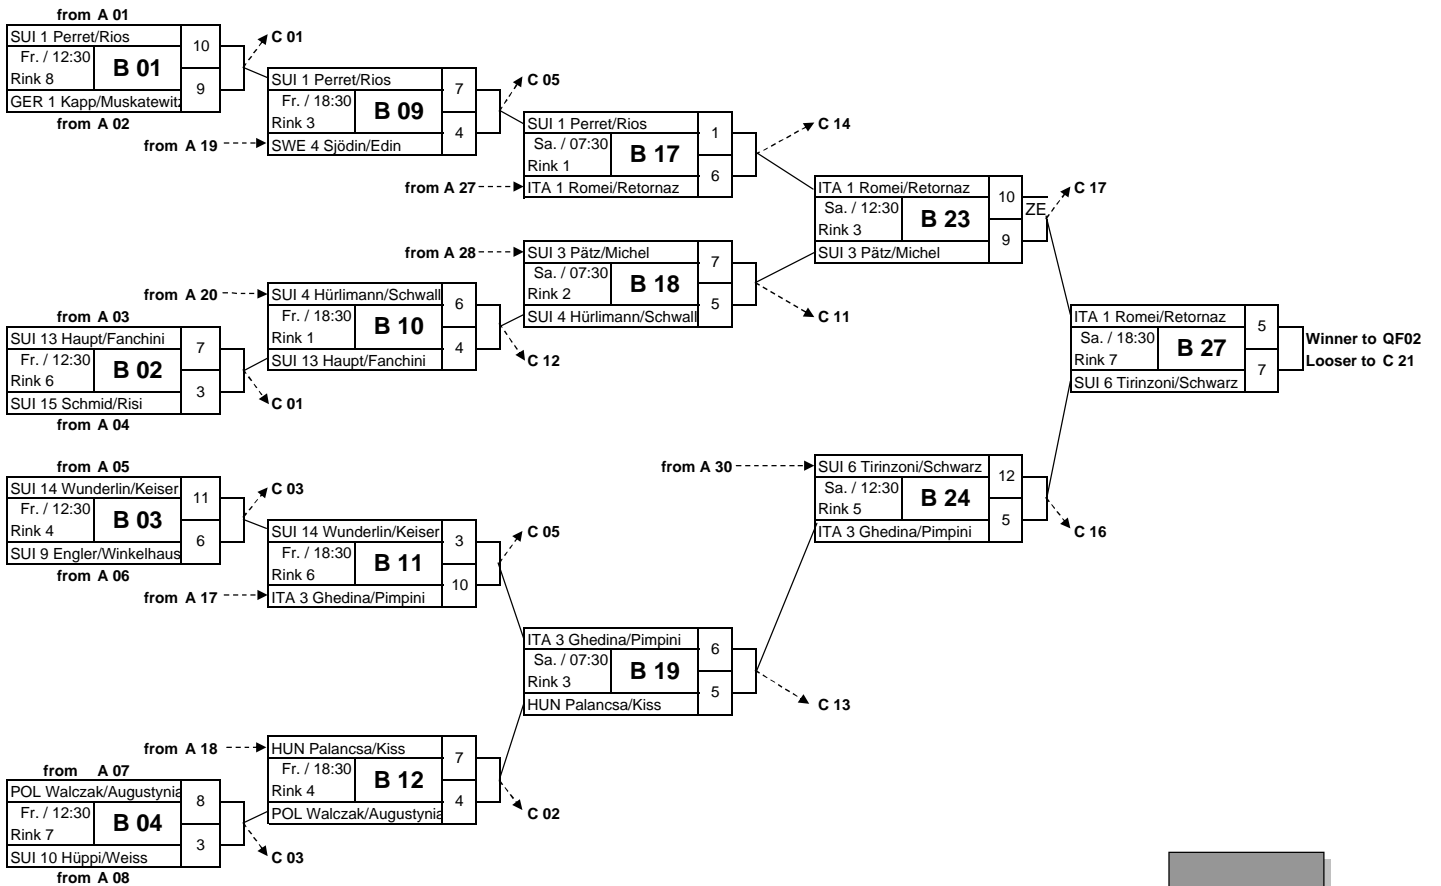 from A 01
SUI 1 Perret/Rios
10
Fr. / 12:30
Rink 8
B 01
9
GER 1 Kapp/Muskatewitz
from A 02
C 01
SUI 1 Perret/Rios
7
Fr. / 18:30
Rink 3
B 09
4
from A 19
SWE 4 Sjödin/Edin
C 05
SUI 1 Perret/Rios
1
Sa. / 07:30
Rink 1
B 17
6
from A 27
ITA 1 Romei/Retornaz
C 14
ITA 1 Romei/Retornaz
10
ZE
Sa. / 12:30
Rink 3
B 23
9
SUI 3 Pätz/Michel
C 17
from A 28
SUI 3 Pätz/Michel
7
Sa. / 07:30
Rink 2
B 18
5
SUI 4 Hürlimann/Schwall
C 11
from A 20
SUI 4 Hürlimann/Schwall
6
Fr. / 18:30
Rink 1
B 10
4
SUI 13 Haupt/Fanchini
C 12
from A 03
SUI 13 Haupt/Fanchini
7
Fr. / 12:30
Rink 6
B 02
3
SUI 15 Schmid/Risi
from A 04
C 01
ITA 1 Romei/Retornaz
5
Sa. / 18:30
Rink 7
B 27
7
SUI 6 Tirinzoni/Schwarz
Winner to QF02
Looser to C 21
from A 05
SUI 14 Wunderlin/Keiser
11
Fr. / 12:30
Rink 4
B 03
6
SUI 9 Engler/Winkelhaus
from A 06
C 03
SUI 14 Wunderlin/Keiser
3
Fr. / 18:30
Rink 6
B 11
10
from A 17
ITA 3 Ghedina/Pimpini
C 05
from A 30
SUI 6 Tirinzoni/Schwarz
12
Sa. / 12:30
Rink 5
B 24
5
ITA 3 Ghedina/Pimpini
C 16
ITA 3 Ghedina/Pimpini
6
Sa. / 07:30
Rink 3
B 19
5
HUN Palancsa/Kiss
C 13
from A 18
HUN Palancsa/Kiss
7
Fr. / 18:30
Rink 4
B 12
4
POL Walczak/Augustynia
C 02
from A 07
POL Walczak/Augustynia
8
Fr. / 12:30
Rink 7
B 04
3
SUI 10 Hüppi/Weiss
from A 08
C 03